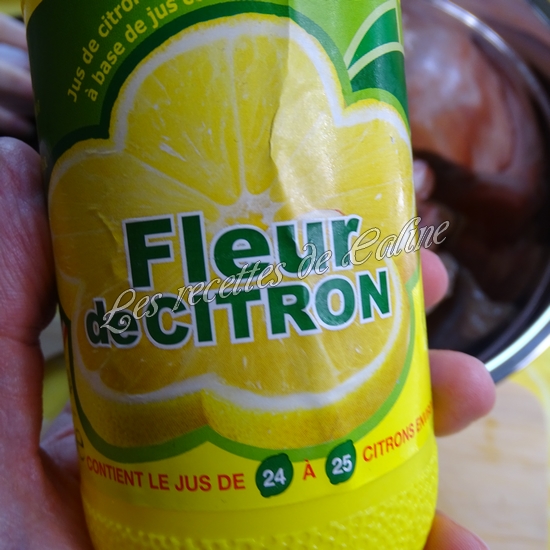 Jus de citron
à base de jus
Fleur
de CITRON
Les recettes de Caline
CONTIENT LE JUS DE 24 À 25 CITRONS